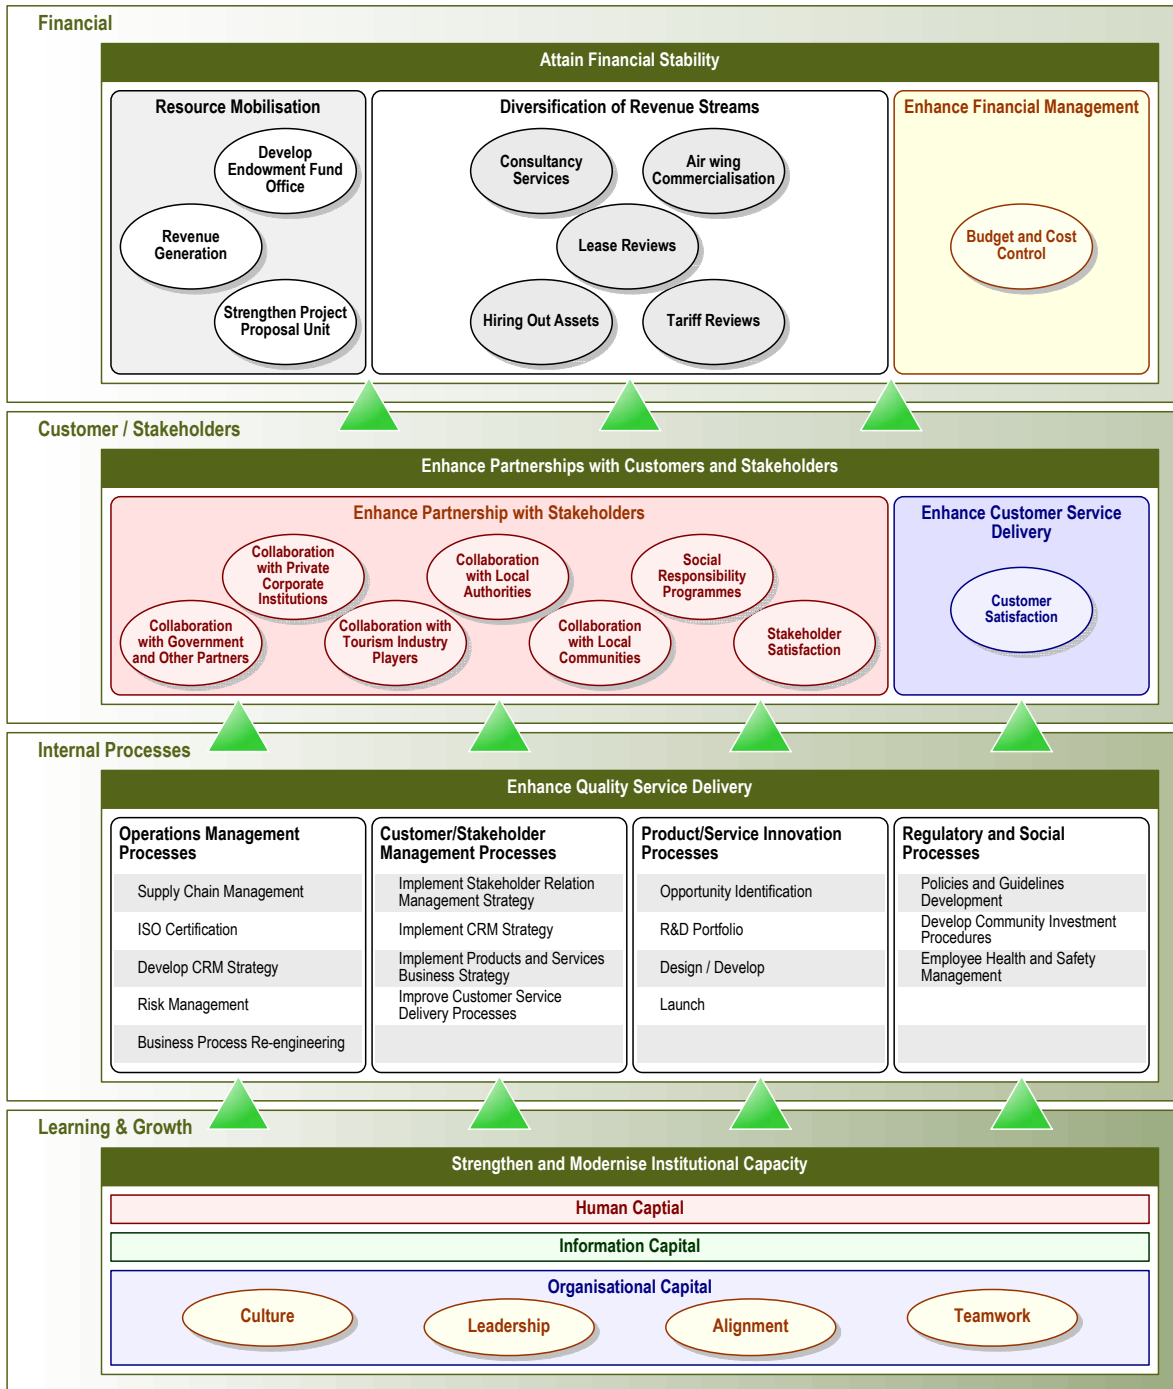 Financial
Attain Financial Stability
Resource Mobilisation
Develop
Endowment Fund
Office
Revenue
Generation
Strengthen Project
Proposal Unit
Diversification of Revenue Streams
Consultancy
Services
Air wing
Commercialisation
Lease Reviews
Hiring Out Assets
Tariff Reviews
Enhance Financial Management
Budget and Cost
Control
Customer / Stakeholders
Enhance Partnerships with Customers and Stakeholders
Enhance Partnership with Stakeholders
Collaboration
with Private
Corporate
Institutions
Collaboration
with Local
Authorities
Social
Responsibility
Programmes
Collaboration
with Government
and Other Partners
Collaboration with
Tourism Industry
Players
Collaboration
with Local
Communities
Stakeholder
Satisfaction
Enhance Customer Service
Delivery
Customer
Satisfaction
Internal Processes
Enhance Quality Service Delivery
Operations Management
Processes
Supply Chain Management
ISO Certification
Develop CRM Strategy
Risk Management
Business Process Re-engineering
Customer/Stakeholder
Management Processes
Implement Stakeholder Relation
Management Strategy
Implement CRM Strategy
Implement Products and Services
Business Strategy
Improve Customer Service
Delivery Processes
Product/Service Innovation
Processes
Opportunity Identification
R&D Portfolio
Design / Develop
Launch
Regulatory and Social
Processes
Policies and Guidelines
Development
Develop Community Investment
Procedures
Employee Health and Safety
Management
Learning & Growth
Strengthen and Modernise Institutional Capacity
Human Captial
Information Capital
Organisational Capital
Culture
Leadership
Alignment
Teamwork